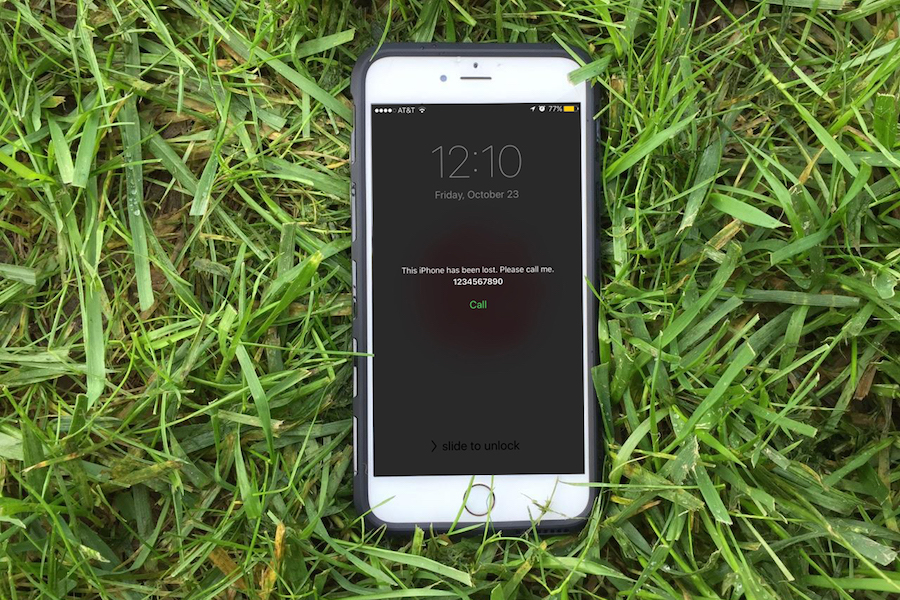 AT&T 77%
12:10
Friday, October 23
This iPhone has been lost. Please call me.
1234567890
Call
slide to unlock